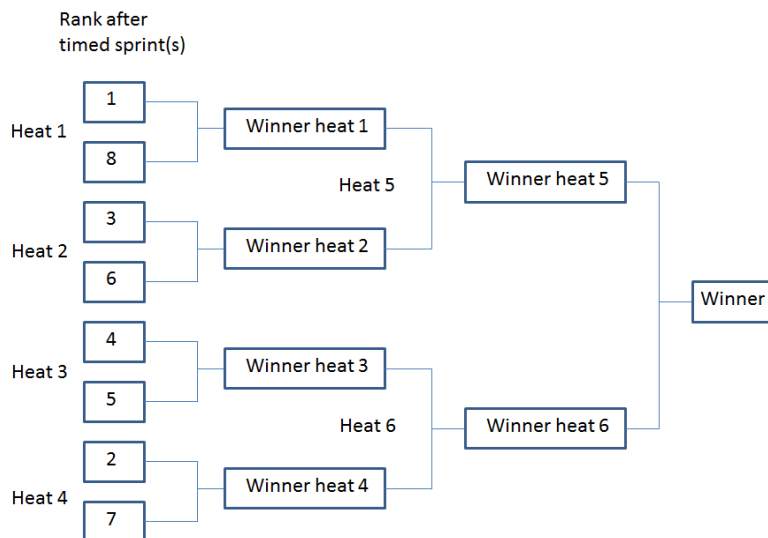 Rank after
timed sprint(s)
1
Heat 1
Winner heat 1
8
Heat 5
Winner heat 5
3
Heat 2
Winner heat 2
6
Winner
4
Heat 3
Winner heat 3
5
Heat 6
Winner heat 6
2
Heat 4
Winner heat 4
7